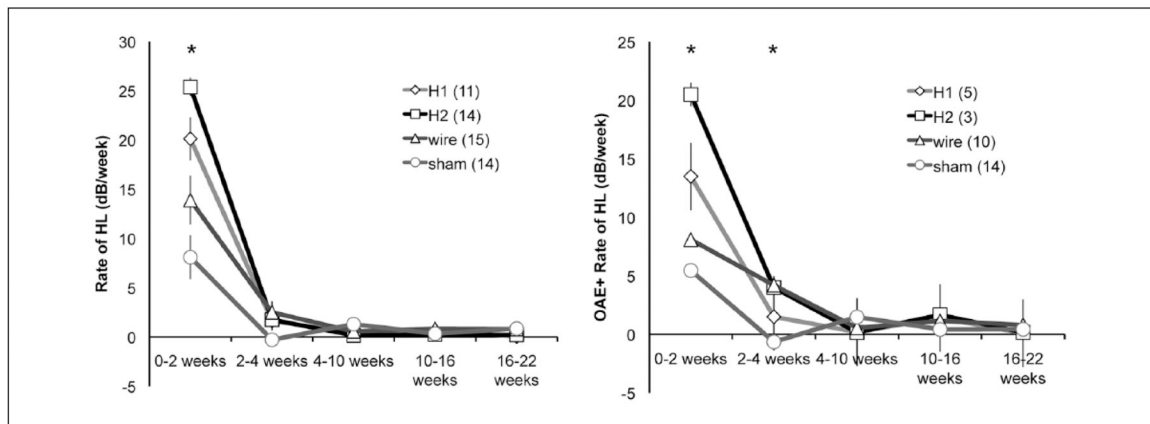 Rate of HL (dB/week)
30
25
20
15
10
5
0
-5
*
H1 (11)
H2 (14)
wire (15)
sham (14)
0-2 weeks
2-4 weeks
4-10 weeks
10-16
weeks
16-22
weeks
OAE+ Rate of HL (dB/week)
25
20
15
10
5
0
-5
*
*
H1 (5)
H2 (3)
wire (10)
sham (14)
0-2 weeks
2-4 weeks
4-10 weeks
10-16
weeks
16-22
weeks